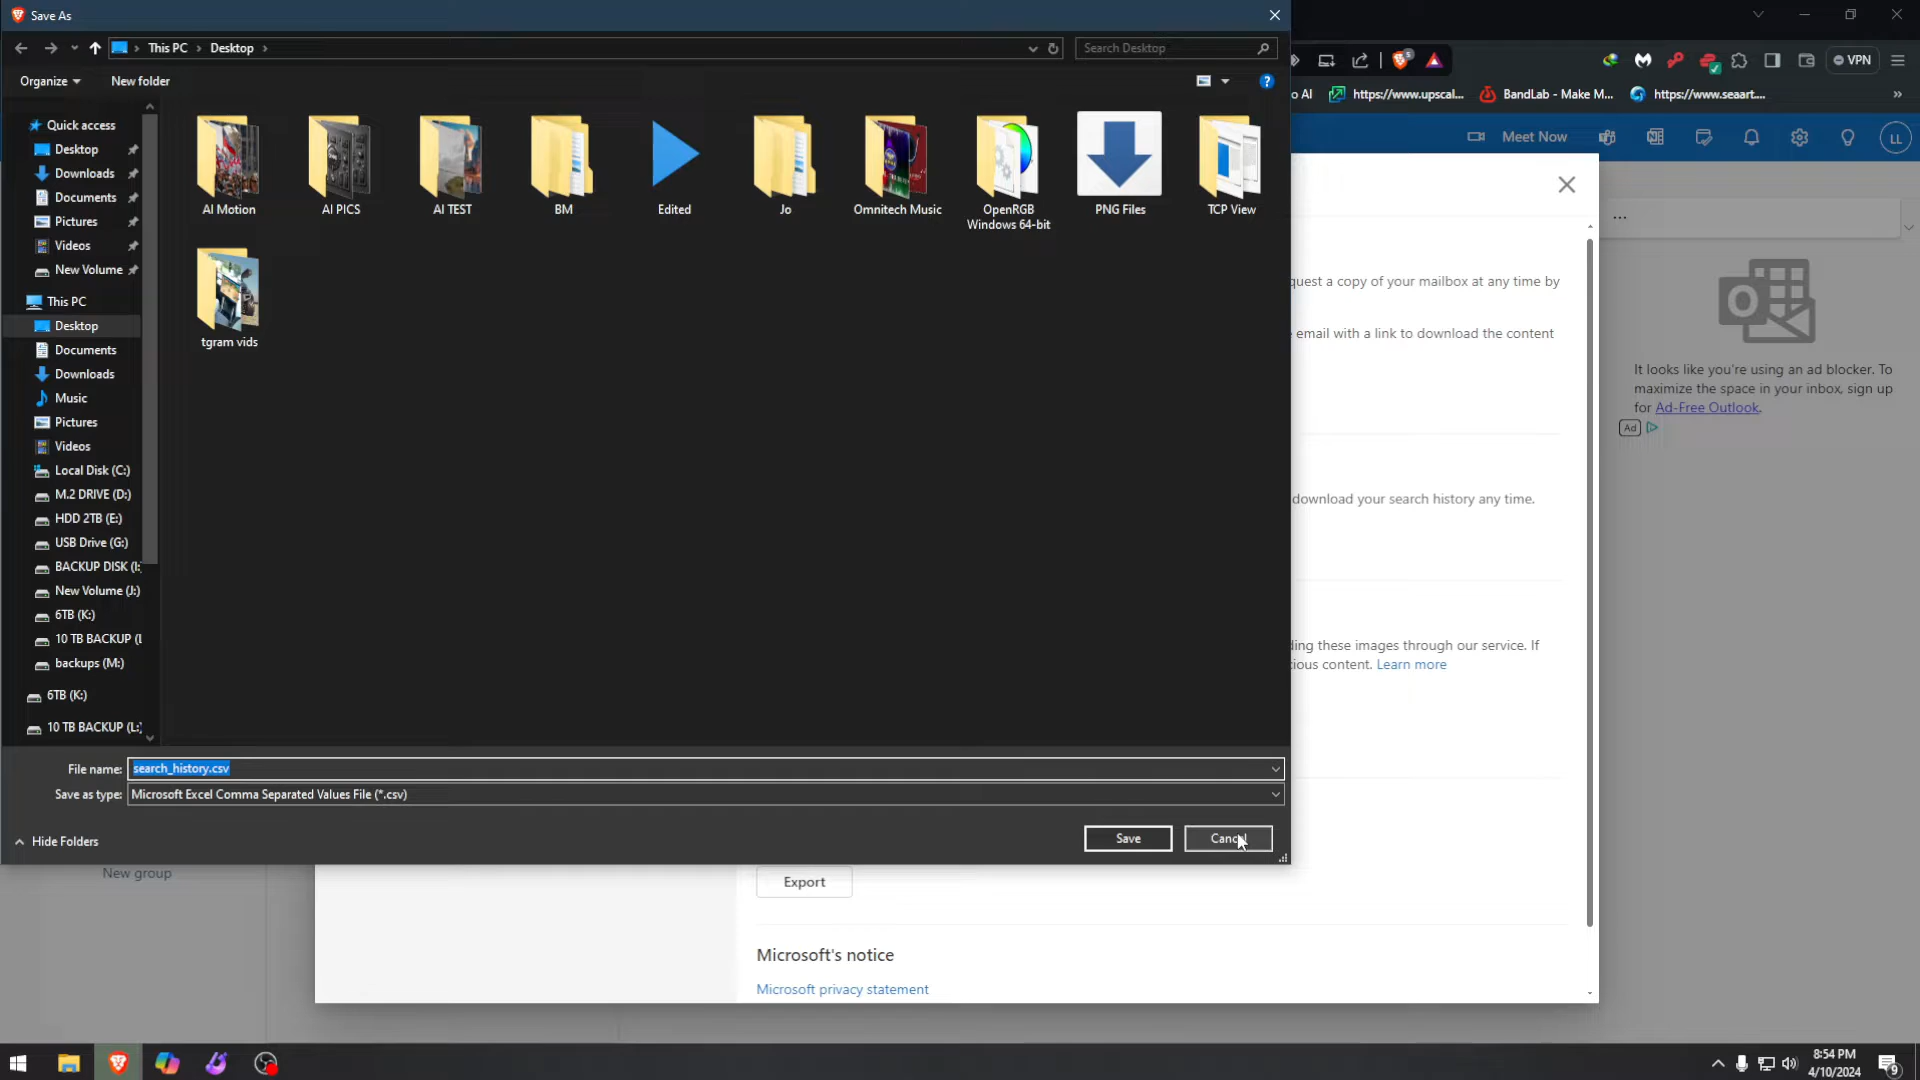 Save As
This PC
Desktop
Search Desktop
Organize
New folder
Quick access
Desktop
Downloads
Documents
Pictures
Videos
New Volume
This PC
Desktop
Documents
Downloads
Music
Pictures
Videos
Local Disk (C:)
M.2 DRIVE (D:)
HDD 2TB (E:)
USB Drive (G:)
BACKUP DISK (I:
New Volume (J:)
6TB (K:)
10 TB BACKUP (L
backups (M:)
6TB (K:)
10 TB BACKUP (L:)
AI Motion
AI PICS
AI TEST
BM
Edited
Jo
Omnitech Music
OpenRGB
Windows 64-bit
PNG Files
TCP View
tgram vids
File name: search_history.csv
Save as type: Microsoft Excel Comma Separated Values File (*.csv)
Hide Folders
Save
Cancel
5
VPN
o AI
https://www.upscal...
BandLab - Make M...
https://www.seaart....
»
Meet Now
LL
...
quest a copy of your mailbox at any time by
email with a link to download the content
download your search history any time.
ding these images through our service. If
cious content. Learn more
It looks like you're using an ad blocker. To
maximize the space in your inbox, sign up
for Ad-Free Outlook.
Ad
New group
Export
Microsoft's notice
Microsoft privacy statement
8:54 PM
4/10/2024
9